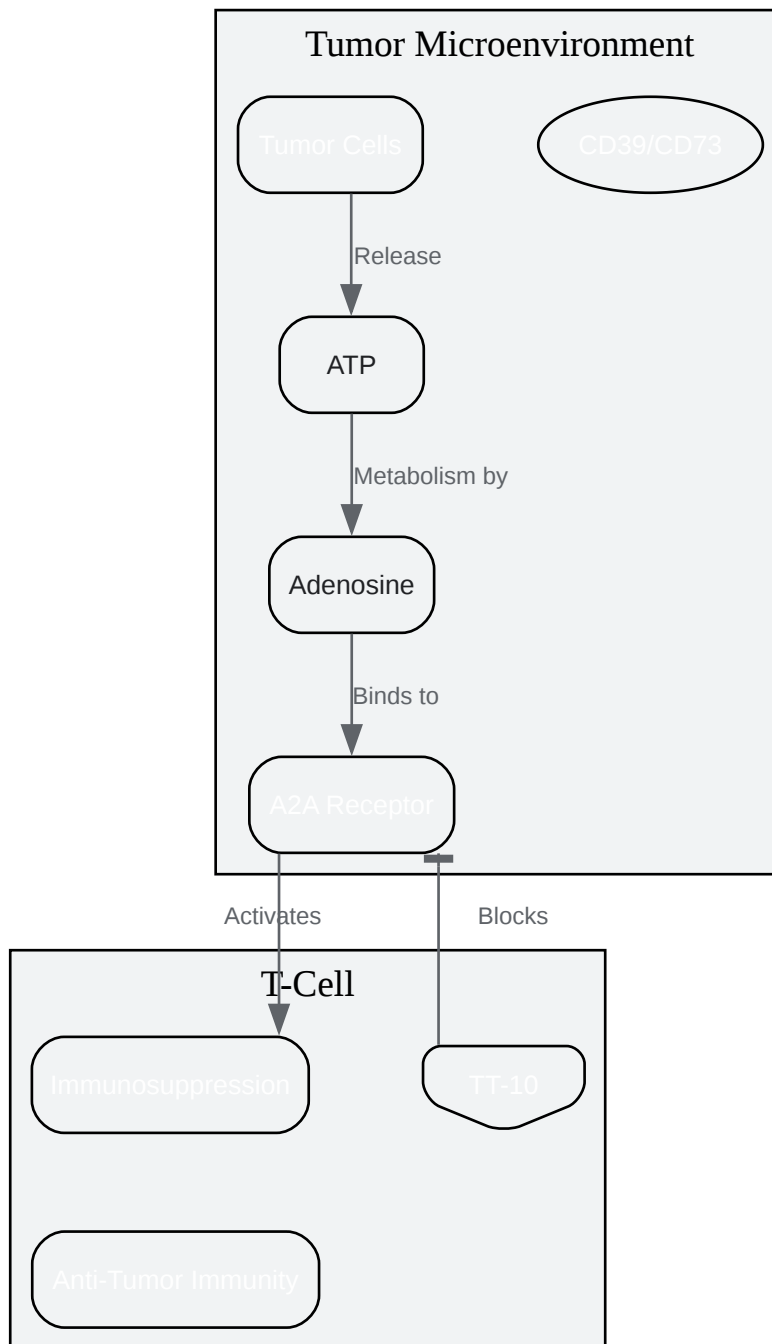 Tumor Microenvironment
Tumor Cells
CD39/CD73
Release
ATP
Metabolism by
Adenosine
Binds to
A2A Receptor
Activates
Blocks
T-Cell
Immunosuppression
TT-10
Anti-Tumor Immunity